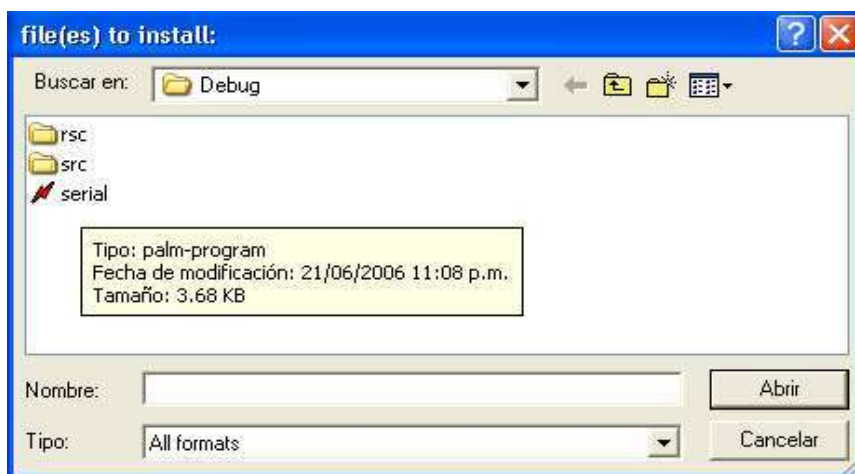 file(es) to install:
Buscar en: Debug
rsc
src
serial
Tipo: palm-program
Fecha de modificación: 21/06/2006 11:08 p.m.
Tamaño: 3.68 KB
Nombre: Abrir
Tipo: All formats Cancelar